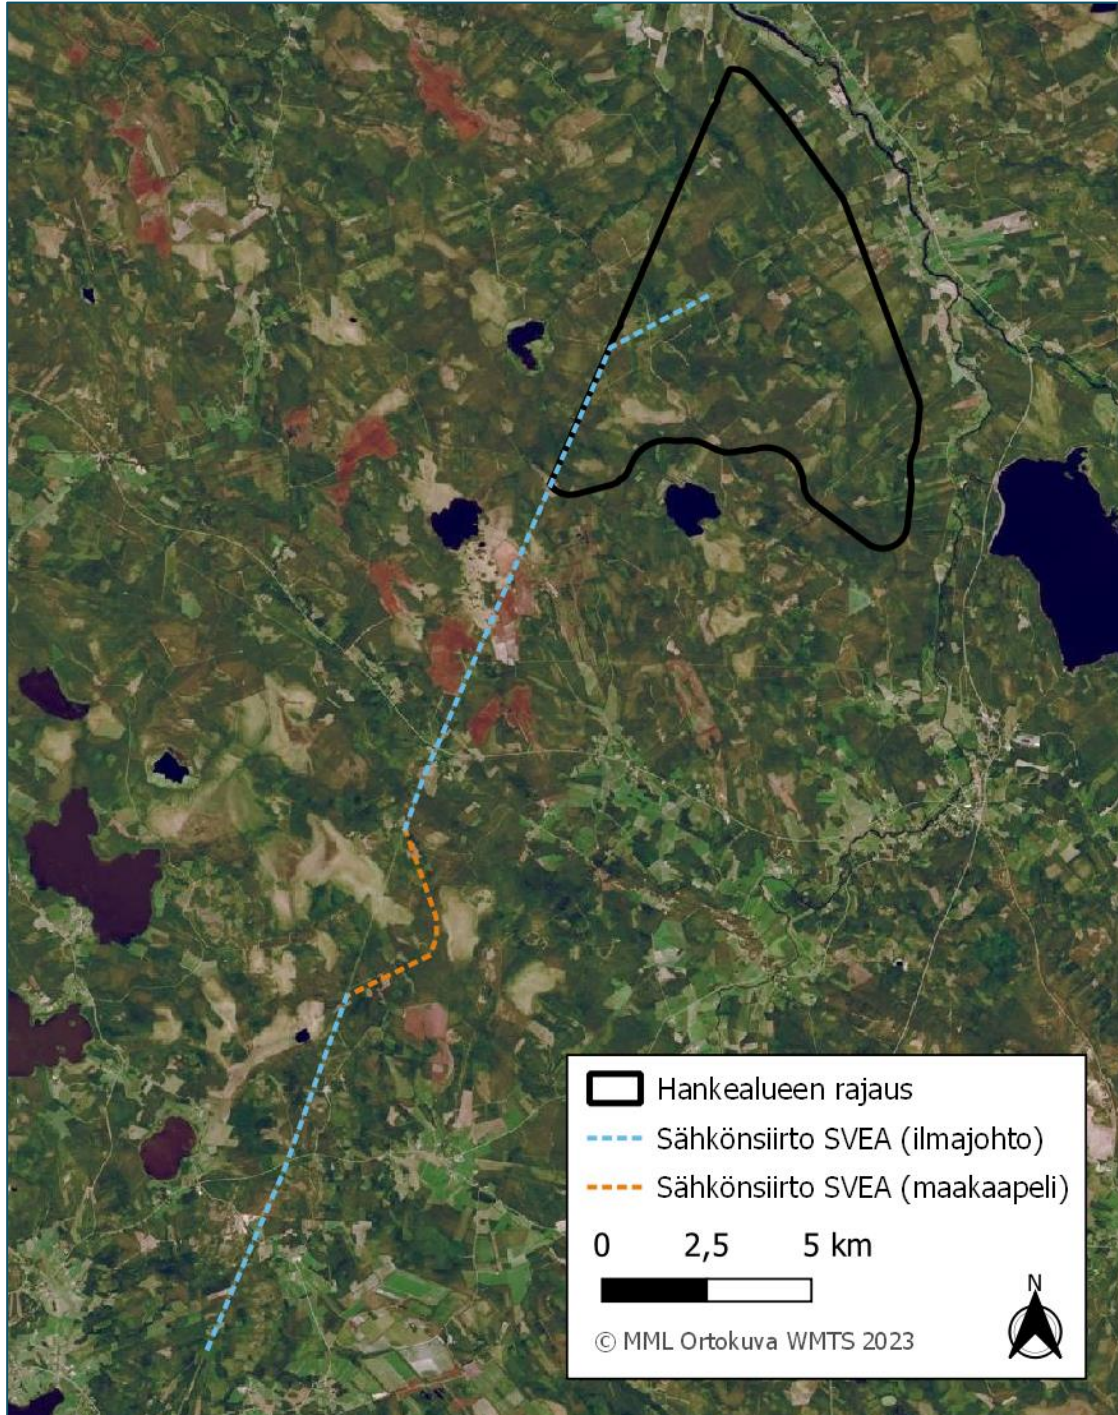 Hankealueen rajaus
Sähkönsiirto SVEA (ilmajohto)
Sähkönsiirto SVEA (maakaapeli)
0 2,5 5 km
N
© MML Ortokuva WMTS 2023